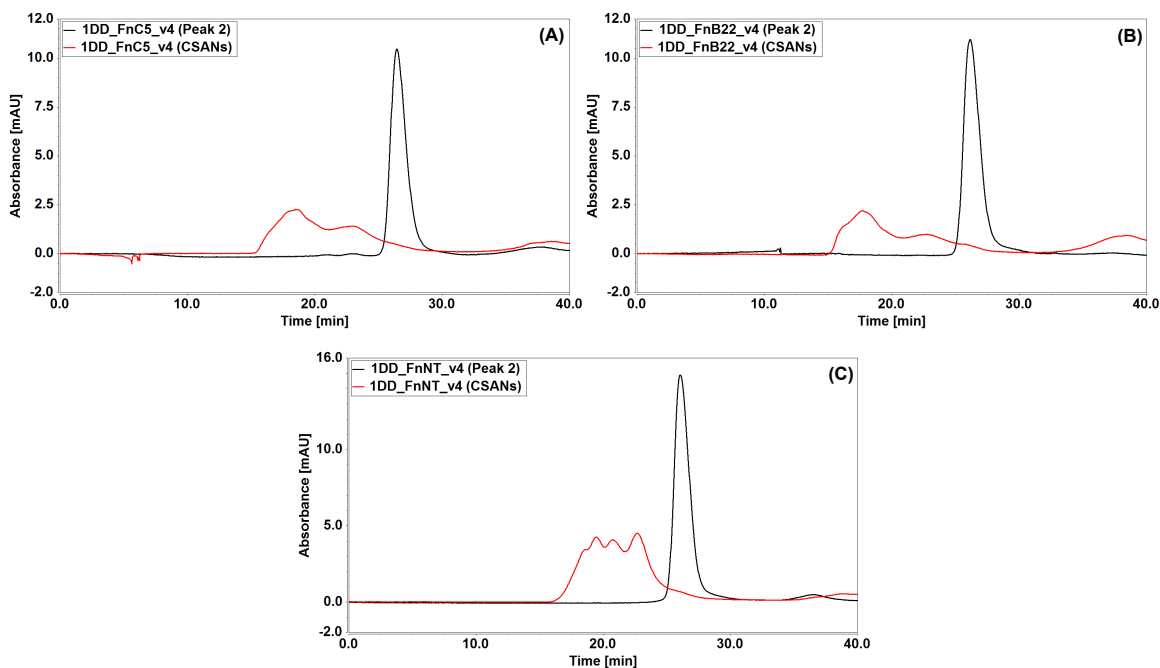 12.0
1DD_FnC5_v4 (Peak 2)
1DD_FnC5_v4 (CSANs)
(A)
10.0
7.5
5.0
2.5
0.0
-2.0
Absorbance [mAU]
0.0 10.0 20.0 30.0 40.0
Time [min]
12.0
1DD_FnB22_v4 (Peak 2)
1DD_FnB22_v4 (CSANs)
(B)
10.0
7.5
5.0
2.5
0.0
-2.0
Absorbance [mAU]
0.0 10.0 20.0 30.0 40.0
Time [min]
16.0
1DD_FnNT_v4 (Peak 2)
1DD_FnNT_v4 (CSANs)
(C)
10.0
5.0
0.0
-2.0
Absorbance [mAU]
0.0 10.0 20.0 30.0 40.0
Time [min]